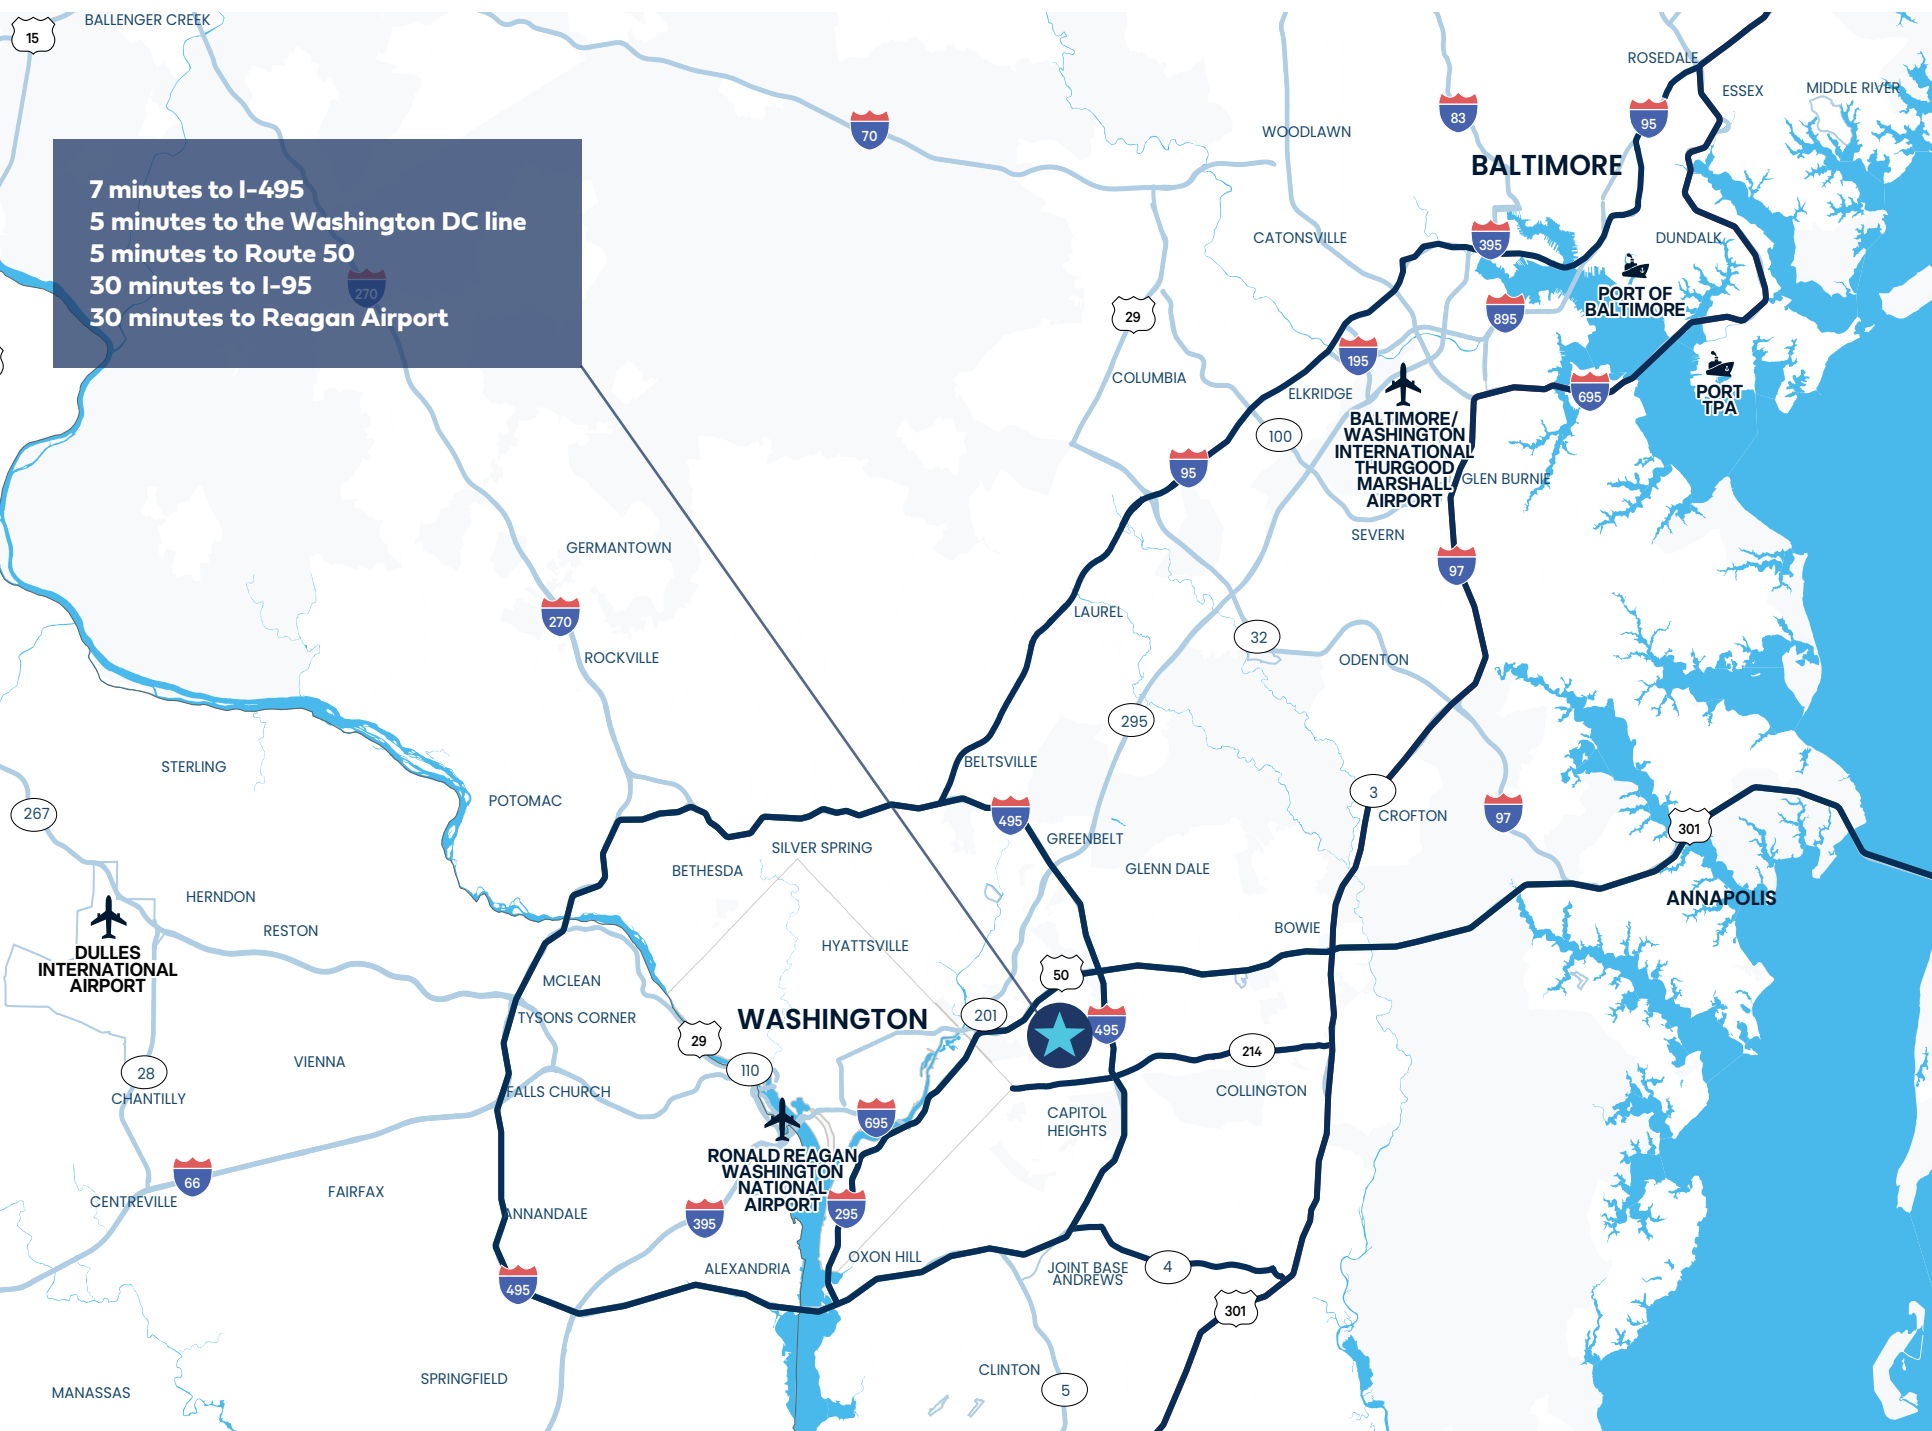 BALLENGER CREEK
15
ROSEDALE
ESSEX
MIDDLE RIVER
83
95
70
WOODLAWN
BALTIMORE
7 minutes to I-495
5 minutes to the Washington DC line
5 minutes to Route 50
30 minutes to I-95
30 minutes to Reagan Airport
270
CATONSVILLE
395
DUNDALK
PORT OF
BALTIMORE
29
895
195
COLUMBIA
ELKRIDGE
695
PORT
TPA
100
BALTIMORE/
WASHINGTON
INTERNATIONAL
THURGOOD
MARSHALL
AIRPORT
95
GLEN BURNIE
SEVERN
GERMANTOWN
97
270
LAUREL
32
ROCKVILLE
ODENTON
295
STERLING
BELTSVILLE
POTOMAC
267
3
CROFTON
97
495
301
GREENBELT
SILVER SPRING
BETHESDA
GLENN DALE
HERNDON
ANNAPOLIS
RESTON
BOWIE
HYATTSVILLE
DULLES
INTERNATIONAL
AIRPORT
MCLEAN
50
TYSONS CORNER
WASHINGTON
201
495
29
214
VIENNA
110
28
FALLS CHURCH
COLLINGTON
CHANTILLY
CAPITOL
HEIGHTS
695
RONALD REAGAN
WASHINGTON
NATIONAL
AIRPORT
66
CENTREVILLE
FAIRFAX
ANNANDALE
395
295
OXON HILL
ALEXANDRIA
JOINT BASE
ANDREWS
4
495
301
SPRINGFIELD
CLINTON
5
MANASSAS